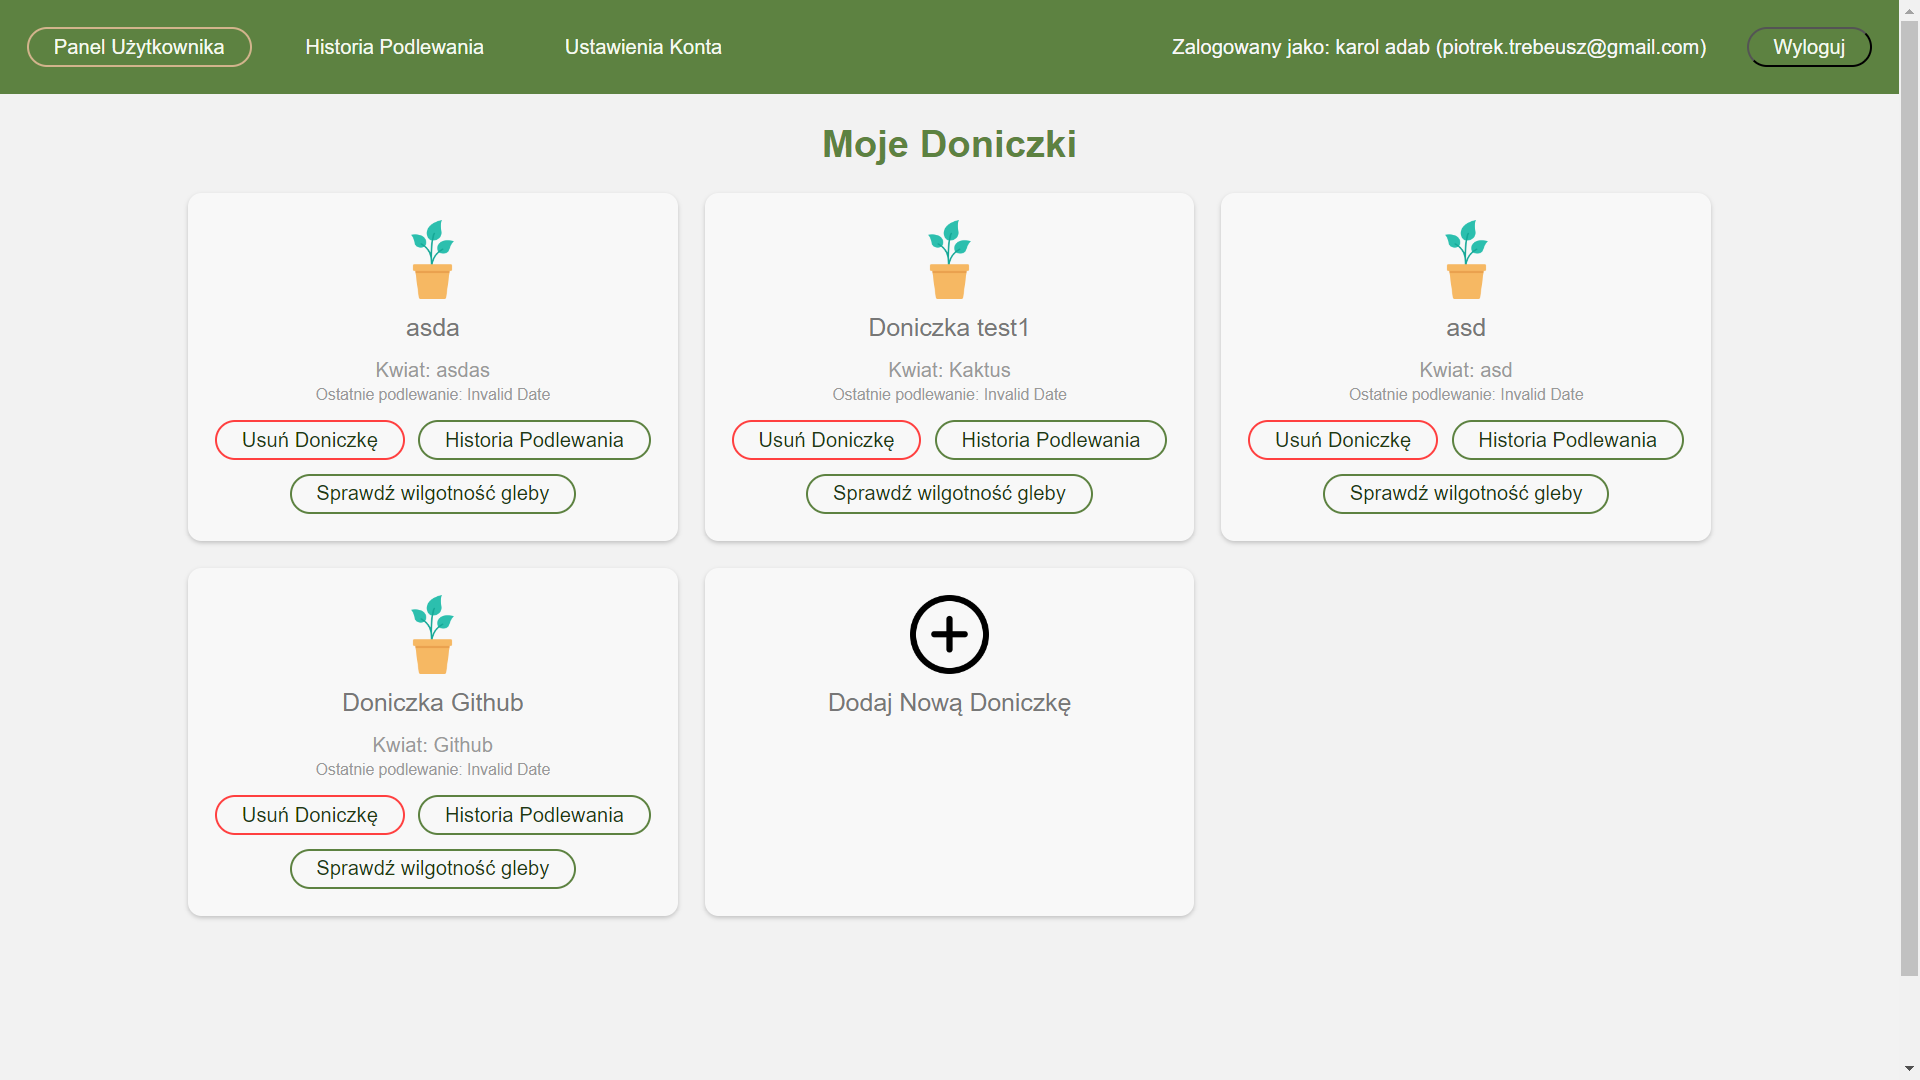 Panel Użytkownika
Historia Podlewania
Ustawienia Konta
Zalogowany jako: karol adab (piotrek.trebeusz@gmail.com)
Wyloguj
Moje Doniczki
asda
Kwiat: asdas
Ostatnie podlewanie: Invalid Date
Usuń Doniczkę
Historia Podlewania
Sprawdź wilgotność gleby
Doniczka test1
Kwiat: Kaktus
Ostatnie podlewanie: Invalid Date
Usuń Doniczkę
Historia Podlewania
Sprawdź wilgotność gleby
asd
Kwiat: asd
Ostatnie podlewanie: Invalid Date
Usuń Doniczkę
Historia Podlewania
Sprawdź wilgotność gleby
Doniczka Github
Kwiat: Github
Ostatnie podlewanie: Invalid Date
Usuń Doniczkę
Historia Podlewania
Sprawdź wilgotność gleby
Dodaj Nową Doniczkę